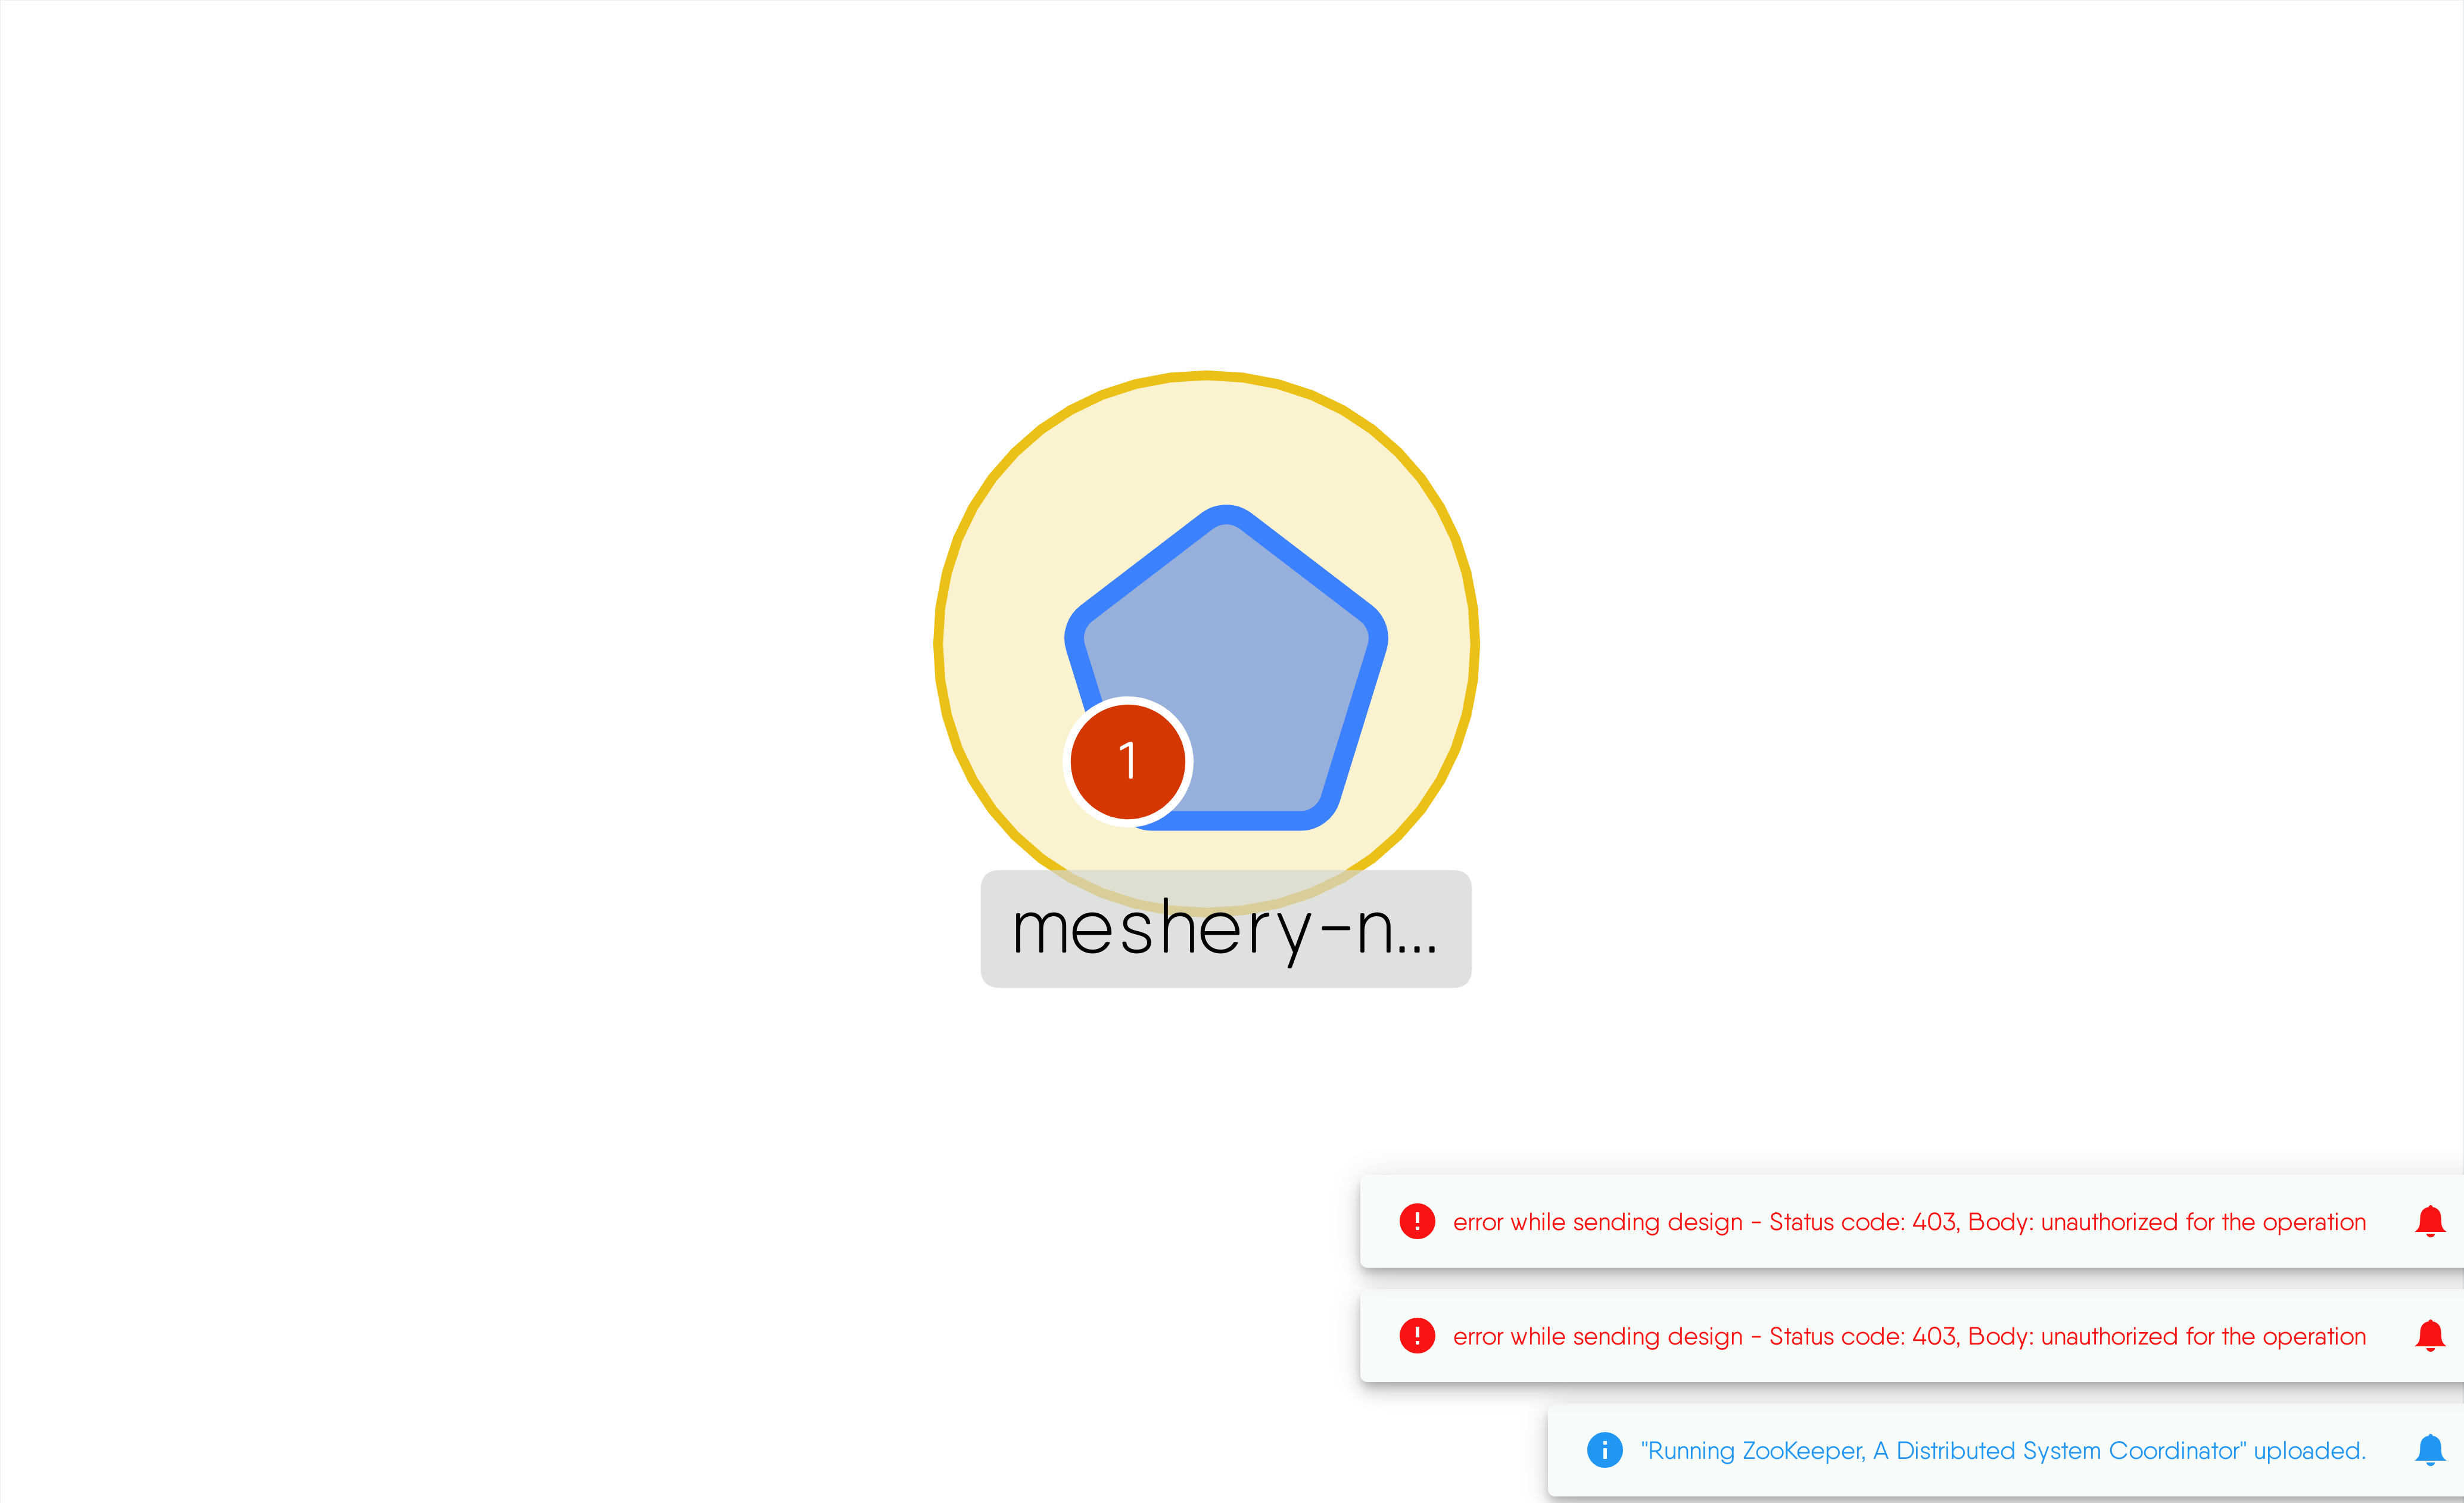 1
meshery-n...
error while sending design - Status code: 403, Body: unauthorized for the operation
error while sending design - Status code: 403, Body: unauthorized for the operation
"Running ZooKeeper, A Distributed System Coordinator" uploaded.